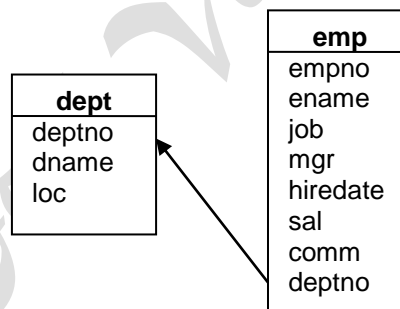 dept
deptno
dname
loc
emp
empno
ename
job
mgr
hiredate
sal
comm
deptno